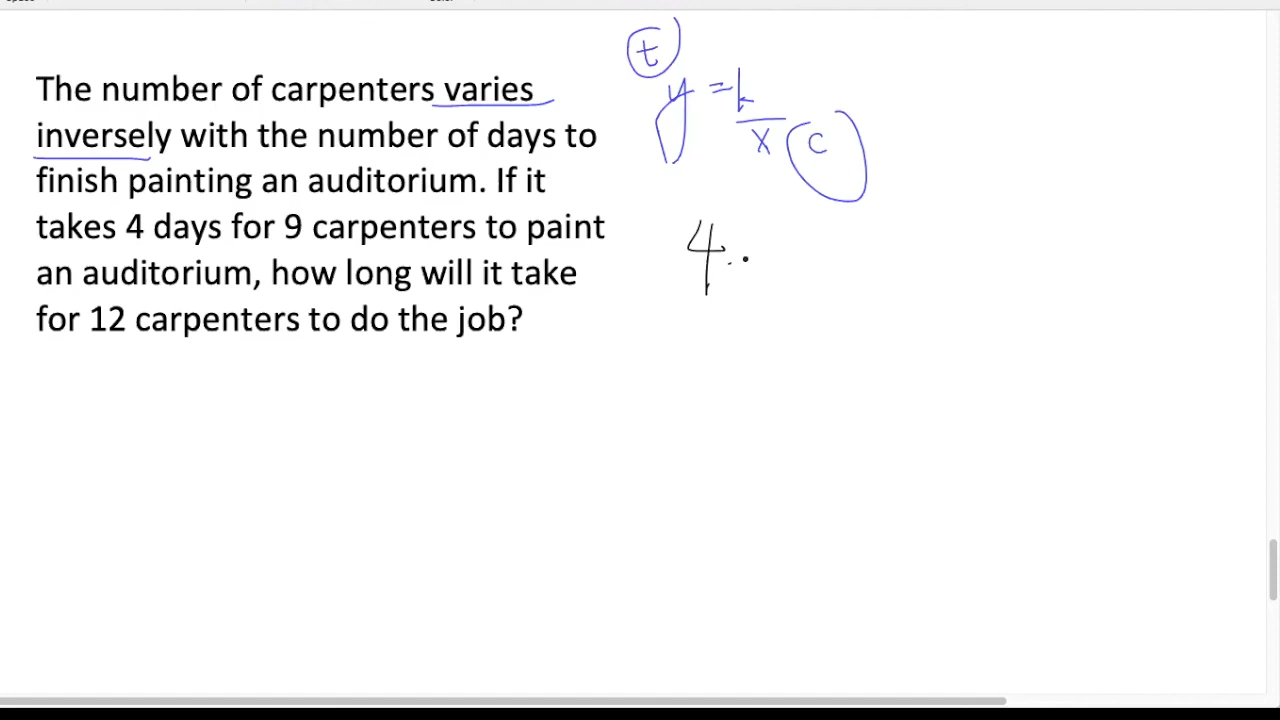 The number of carpenters varies
inversely with the number of days to
finish painting an auditorium. If it
takes 4 days for 9 carpenters to paint
an auditorium, how long will it take
for 12 carpenters to do the job?
t
y = k
x c
4